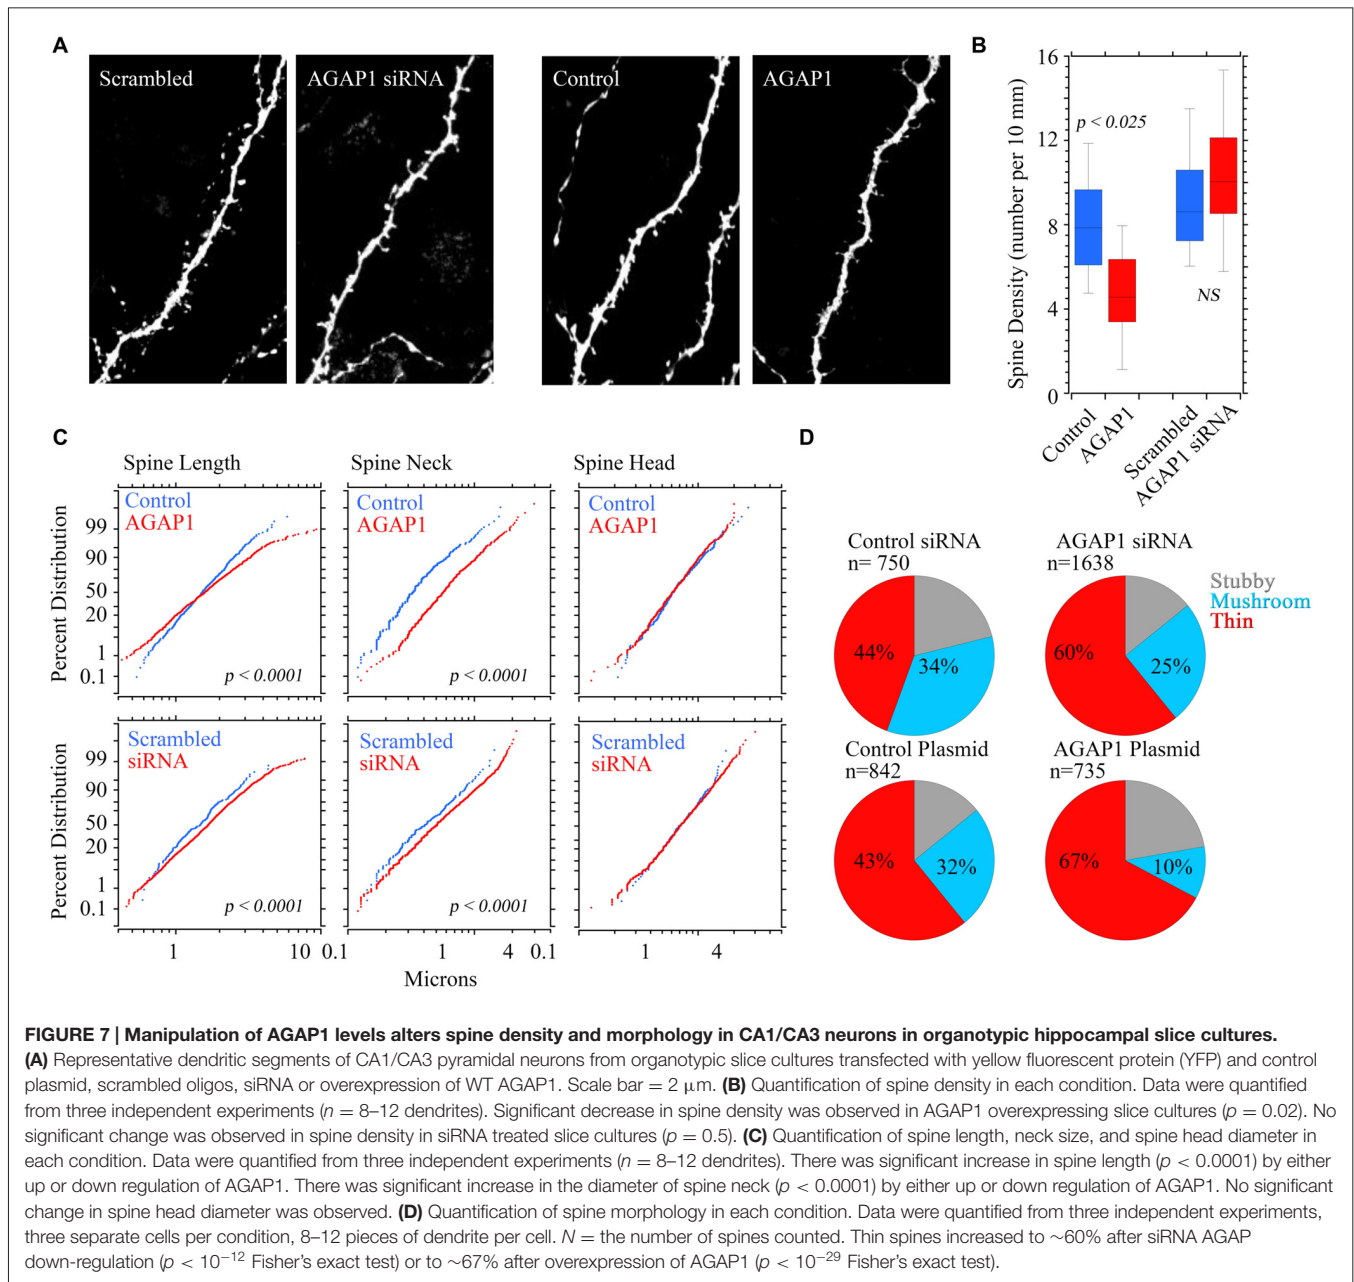 A
Scrambled
AGAP1 siRNA
Control
AGAP1
B
16
12
8
4
0
Spine Density (number per 10 mm)
p < 0.025
NS
Control
AGAP1
Scrambled
AGAP1 siRNA
C
Spine Length
Spine Neck
Spine Head
Control
AGAP1
Control
AGAP1
Control
AGAP1
99
90
50
20
1
0.1
Percent Distribution
p < 0.0001
p < 0.0001
Scrambled
siRNA
Scrambled
siRNA
Scrambled
siRNA
99
90
50
20
1
0.1
Percent Distribution
p < 0.0001
p < 0.0001
1
10
0.1
1
4
0.1
1
4
Microns
D
Control siRNA
n= 750
44%
34%
AGAP1 siRNA
n=1638
60%
25%
Stubby
Mushroom
Thin
Control Plasmid
n=842
43%
32%
AGAP1 Plasmid
n=735
67%
10%
FIGURE 7 | Manipulation of AGAP1 levels alters spine density and morphology in CA1/CA3 neurons in organotypic hippocampal slice cultures.
(A) Representative dendritic segments of CA1/CA3 pyramidal neurons from organotypic slice cultures transfected with yellow fluorescent protein (YFP) and control
plasmid, scrambled oligos, siRNA or overexpression of WT AGAP1. Scale bar = 2 μm. (B) Quantification of spine density in each condition. Data were quantified
from three independent experiments (n = 8–12 dendrites). Significant decrease in spine density was observed in AGAP1 overexpressing slice cultures (p = 0.02). No
significant change was observed in spine density in siRNA treated slice cultures (p = 0.5). (C) Quantification of spine length, neck size, and spine head diameter in
each condition. Data were quantified from three independent experiments (n = 8–12 dendrites). There was significant increase in spine length (p < 0.0001) by either
up or down regulation of AGAP1. There was significant increase in the diameter of spine neck (p < 0.0001) by either up or down regulation of AGAP1. No significant
change in spine head diameter was observed. (D) Quantification of spine morphology in each condition. Data were quantified from three independent experiments,
three separate cells per condition, 8–12 pieces of dendrite per cell. N = the number of spines counted. Thin spines increased to ~60% after siRNA AGAP
down-regulation (p < 10⁻¹² Fisher's exact test) or to ~67% after overexpression of AGAP1 (p < 10⁻²⁹ Fisher's exact test).